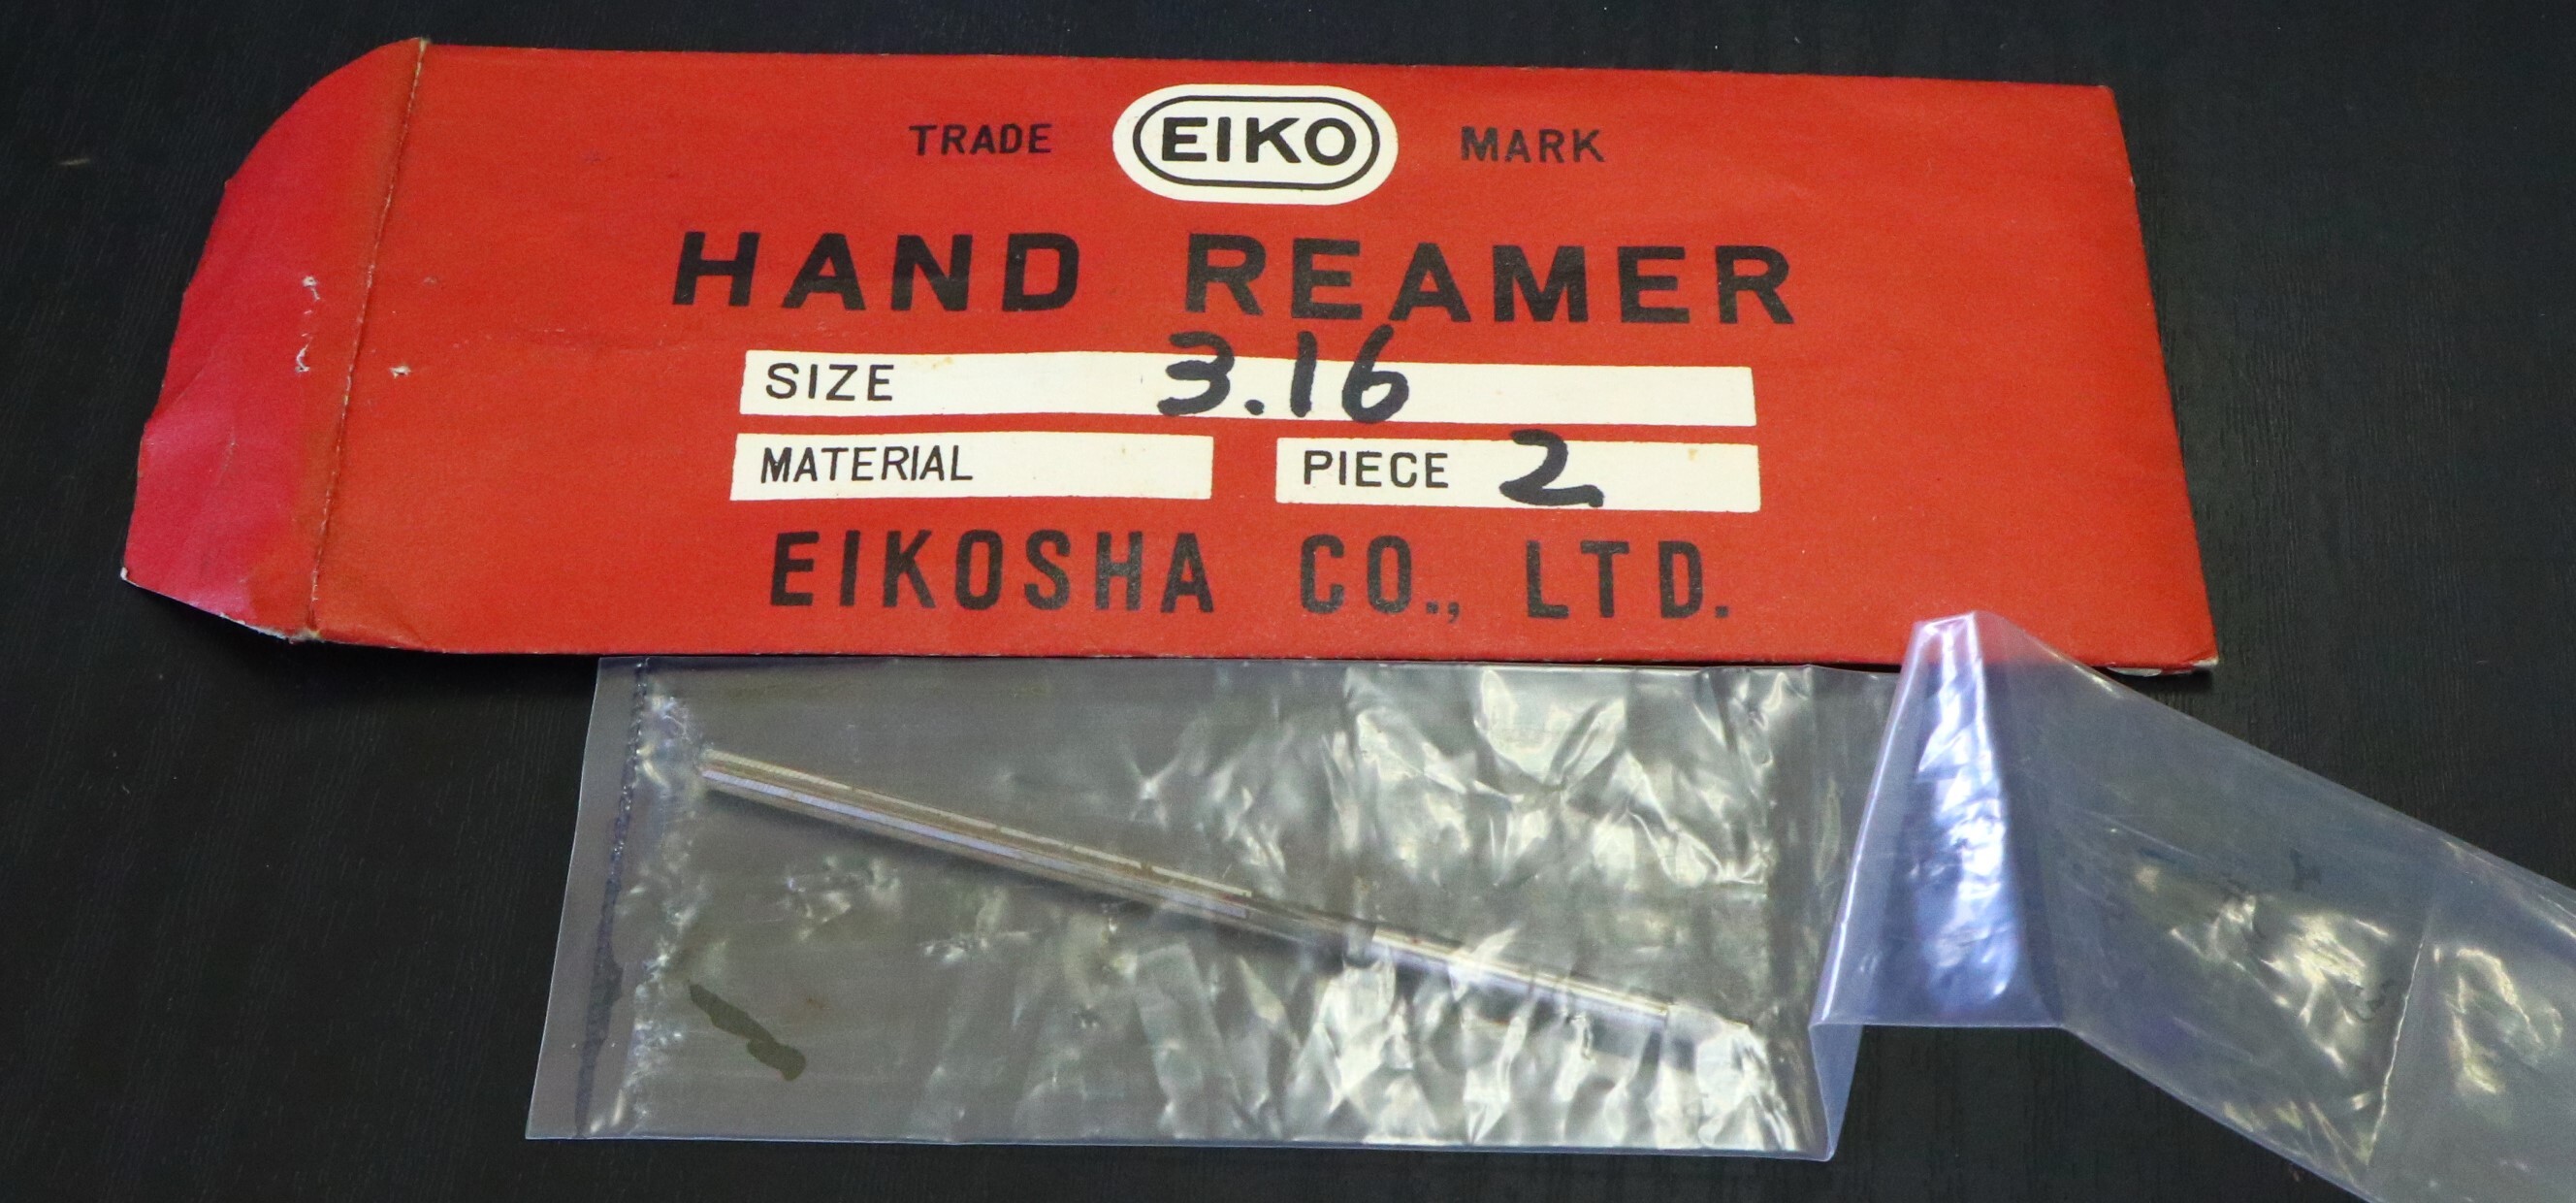 TRADE EIKO MARK
HAND REAMER
SIZE 3.16
MATERIAL PIECE 2
EIKOSHA CO., LTD.